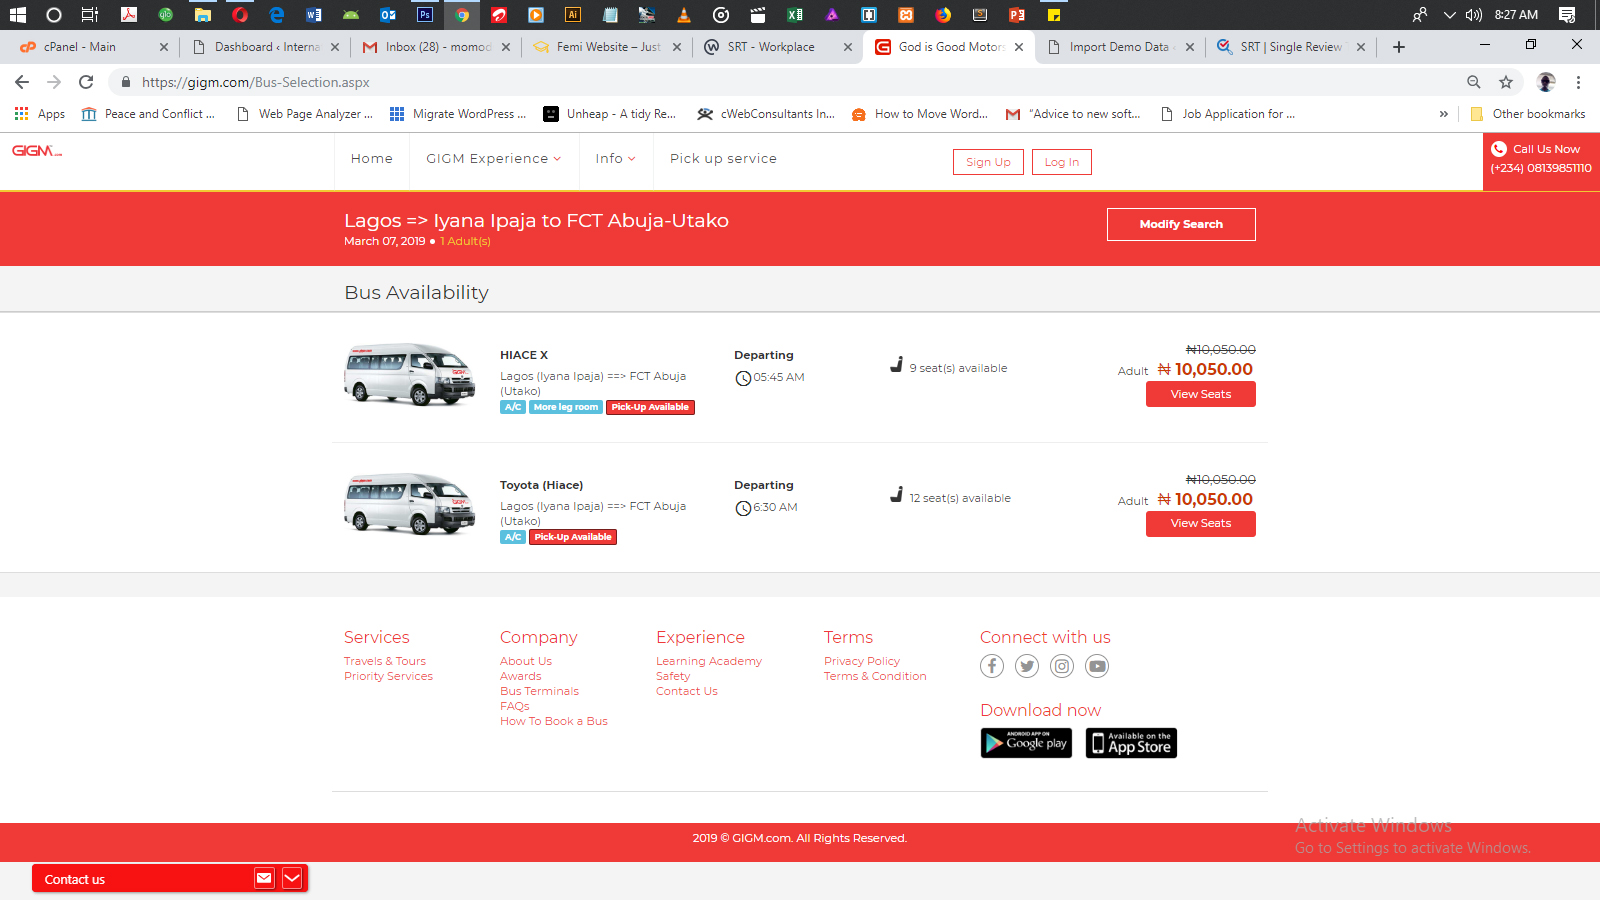 8:27 AM
cPanel - Main
Dashboard ‹ Interna
Inbox (28) - momod
Femi Website – Just
SRT - Workplace
God is Good Motors
Import Demo Data
SRT | Single Review
https://gigm.com/Bus-Selection.aspx
Apps
Peace and Conflict ...
Web Page Analyzer ...
Migrate WordPress ...
Unheap - A tidy Re...
cWebConsultants In...
How to Move Word...
"Advice to new soft...
Job Application for ...
»
Other bookmarks
GIGM
Home
GIGM Experience
Info
Pick up service
Sign Up
Log In
Call Us Now
(+234) 08139851110
Lagos => Iyana Ipaja to FCT Abuja-Utako
March 07, 2019 ● 1 Adult(s)
Modify Search
Bus Availability
HIACE X
Lagos (Iyana Ipaja) ==> FCT Abuja
(Utako)
A/C More leg room Pick-Up Available
Departing
05:45 AM
9 seat(s) available
₦10,050.00
Adult ₦ 10,050.00
View Seats
Toyota (Hiace)
Lagos (Iyana Ipaja) ==> FCT Abuja
(Utako)
A/C Pick-Up Available
Departing
6:30 AM
12 seat(s) available
₦10,050.00
Adult ₦ 10,050.00
View Seats
Services
Travels & Tours
Priority Services
Company
About Us
Awards
Bus Terminals
FAQs
How To Book a Bus
Experience
Learning Academy
Safety
Contact Us
Terms
Privacy Policy
Terms & Condition
Connect with us
Download now
ANDROID APP ON
Google play
Available on the
App Store
2019 © GIGM.com. All Rights Reserved.
Activate Windows
Go to Settings to activate Windows.
Contact us